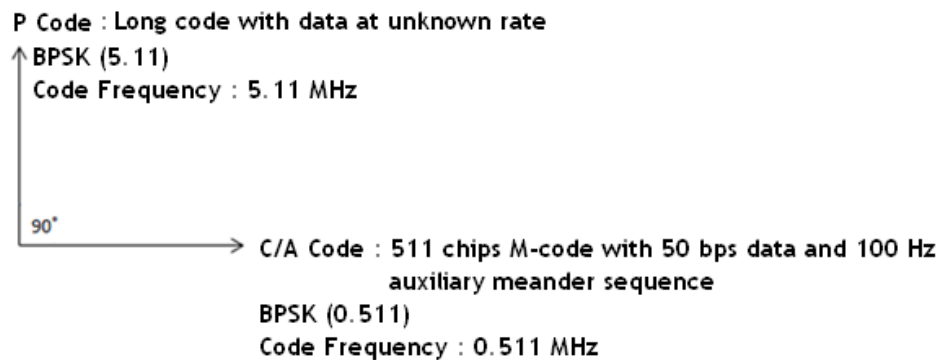 P Code : Long code with data at unknown rate
BPSK (5.11)
Code Frequency : 5.11 MHz
90°
C/A Code : 511 chips M-code with 50 bps data and 100 Hz
auxiliary meander sequence
BPSK (0.511)
Code Frequency : 0.511 MHz